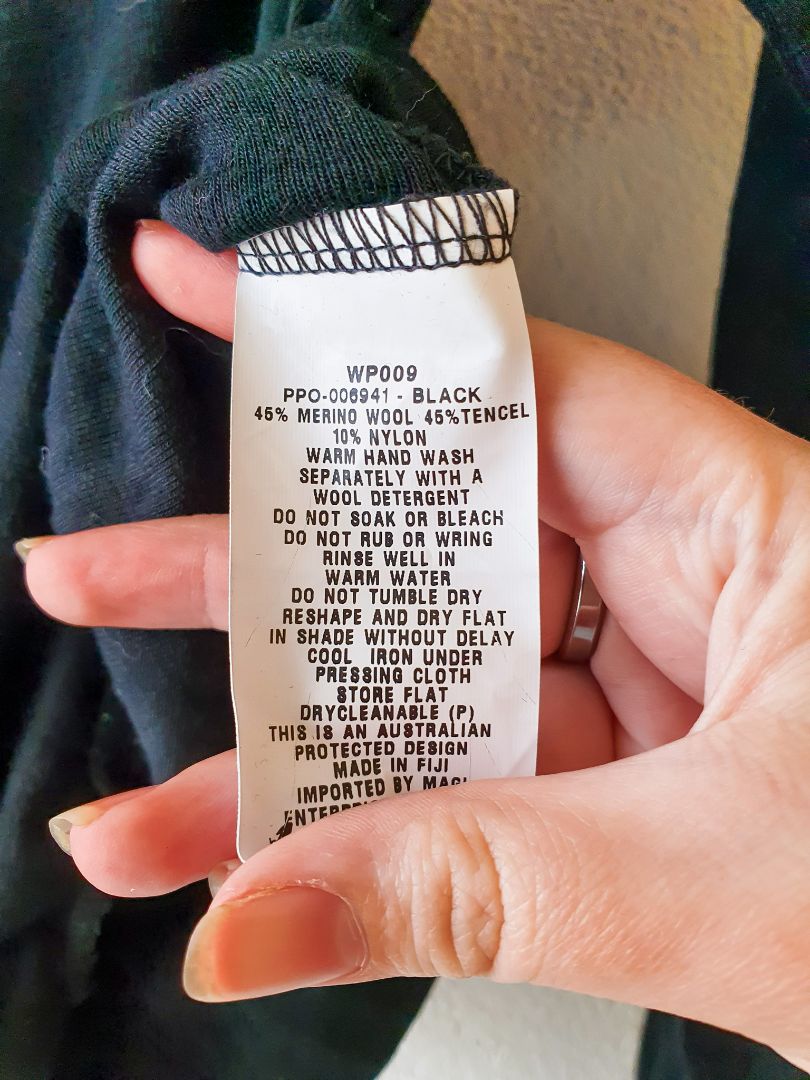 WP009
PPO-006941 - BLACK
45% MERINO WOOL 45%TENCEL
10% NYLON
WARM HAND WASH
SEPARATELY WITH A
WOOL DETERGENT
DO NOT SOAK OR BLEACH
DO NOT RUB OR WRING
RINSE WELL IN
WARM WATER
DO NOT TUMBLE DRY
RESHAPE AND DRY FLAT
IN SHADE WITHOUT DELAY
COOL IRON UNDER
PRESSING CLOTH
STORE FLAT
DRYCLEANABLE (P)
THIS IS AN AUSTRALIAN
PROTECTED DESIGN
MADE IN FIJI
IMPORTED BY